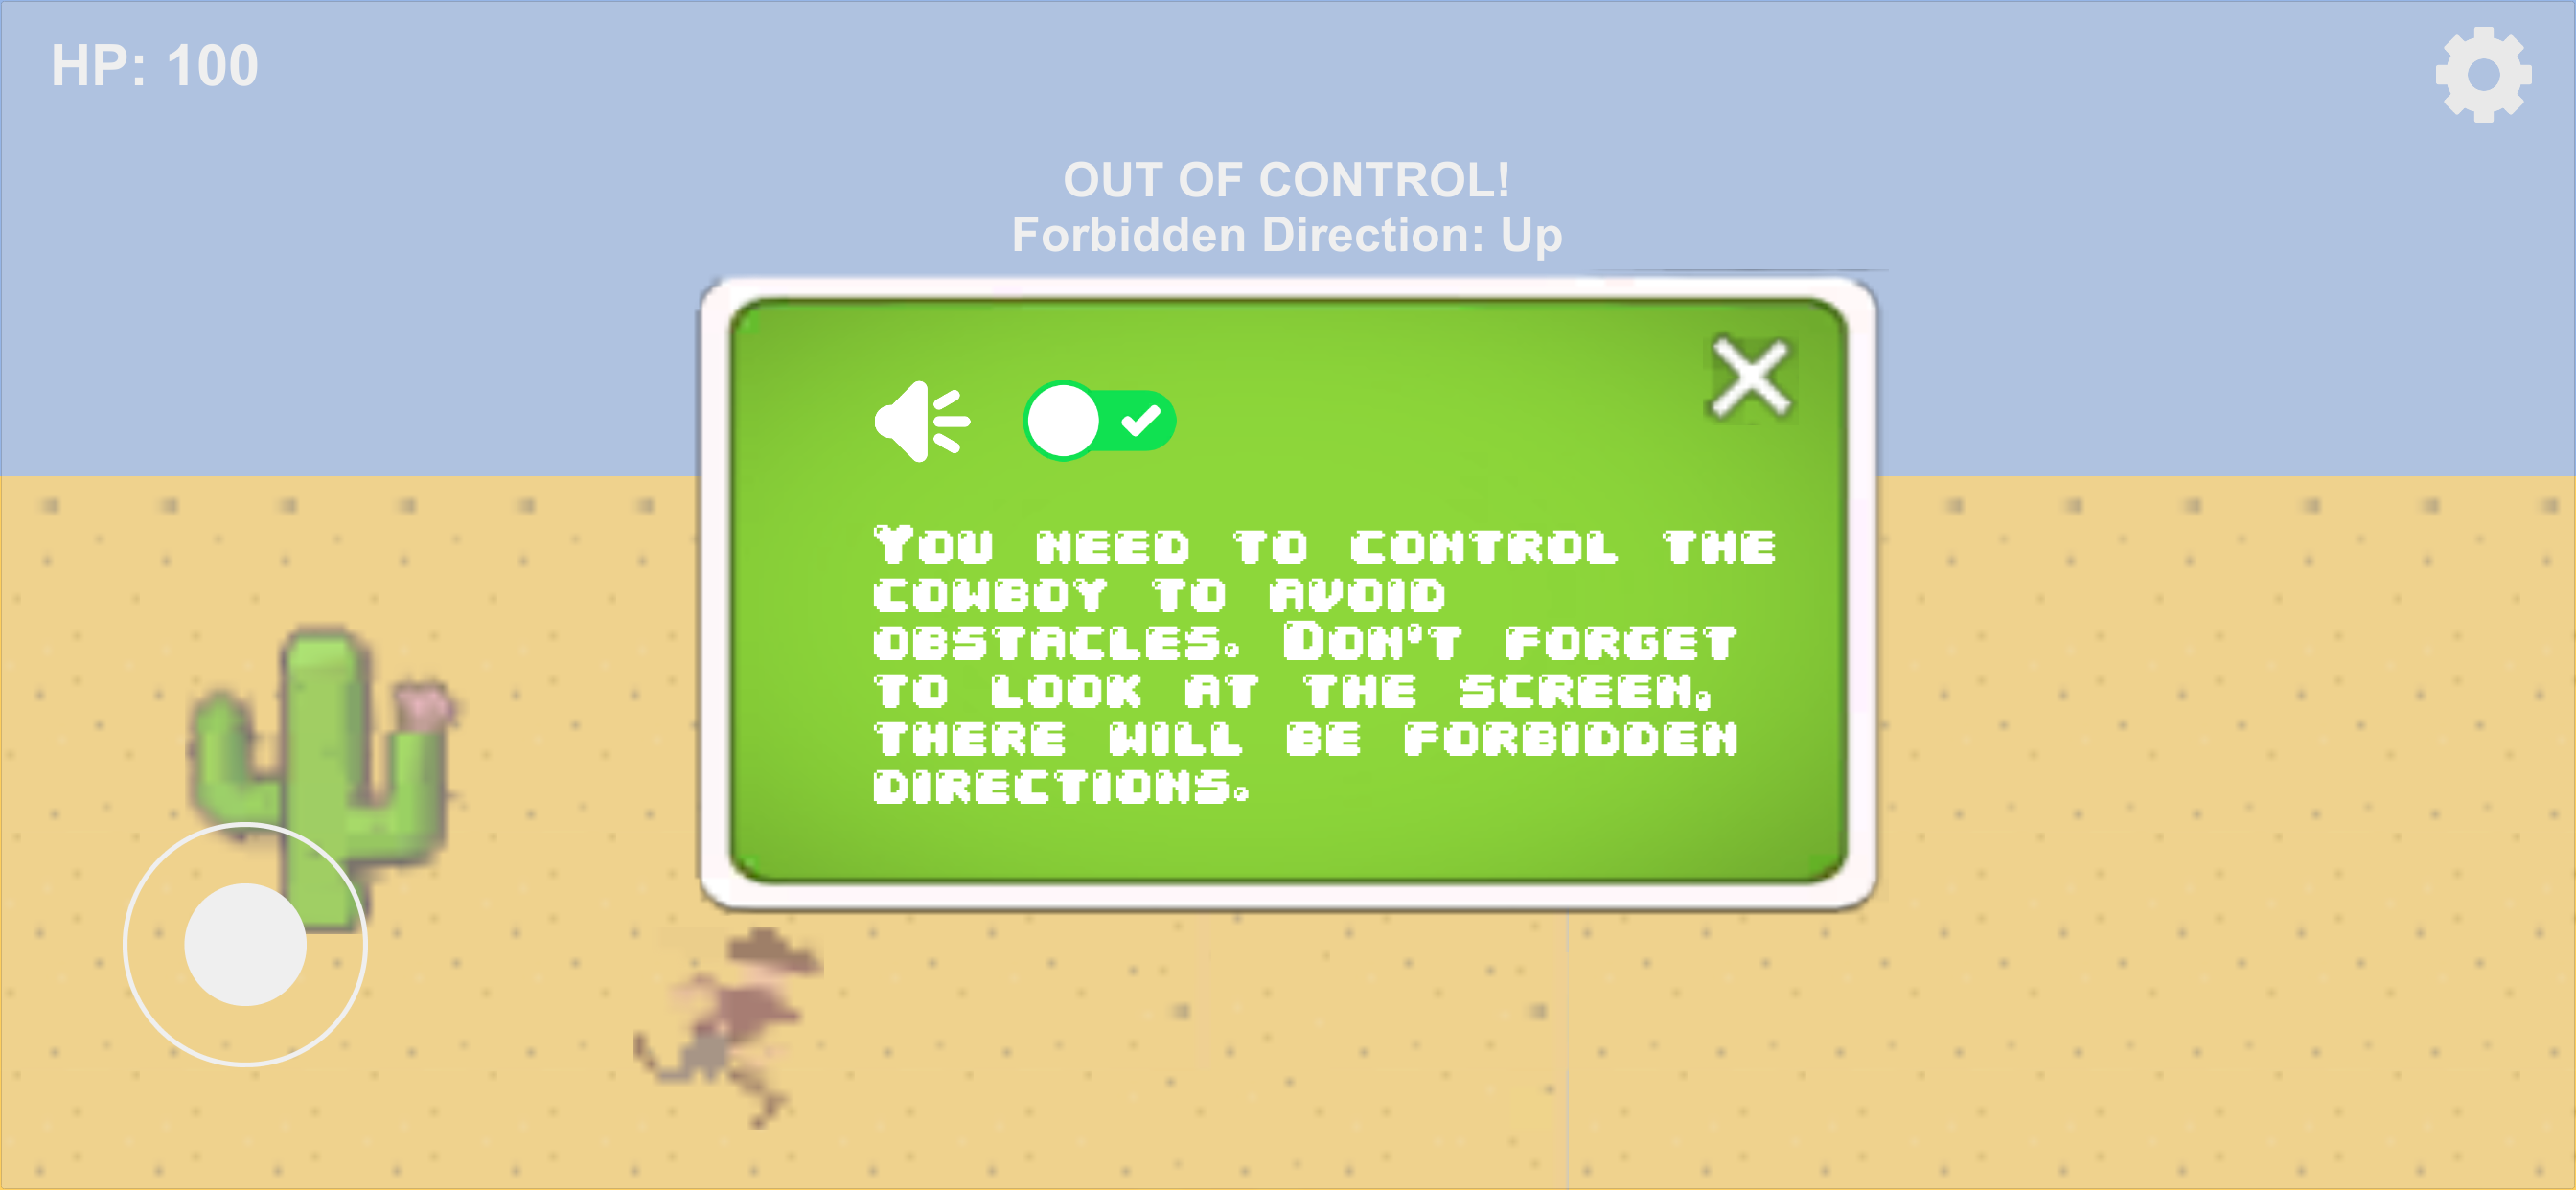 HP: 100
OUT OF CONTROL!
Forbidden Direction: Up
You need to control the
cowboy to avoid
obstacles. Don't forget
to look at the screen,
there will be forbidden
directions.